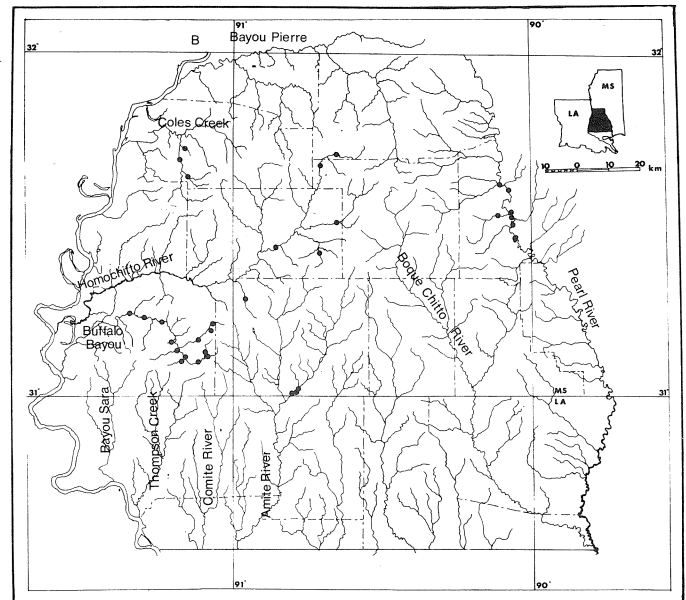 91°
90°
B
Bayou Pierre
32°
32°
MS
LA
Coles Creek
10 0 10 20 km
Homochitto River
Boque Chitto River
Pearl River
Buffalo Bayou
Bayou Sara
Thompson Creek
Comite River
Amite River
31°
31°
MS
LA
91°
90°